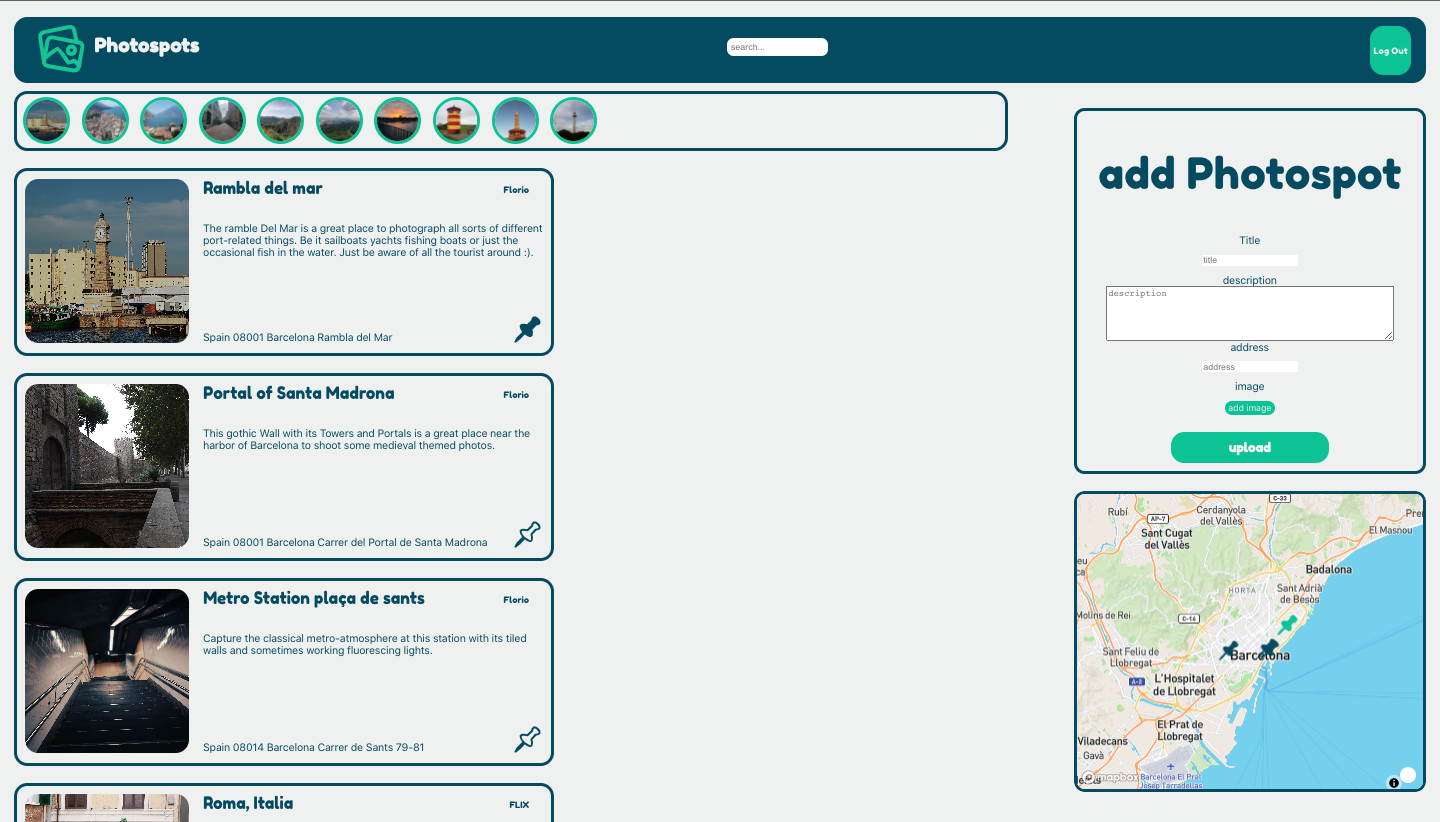 Photospots
search...
Log Out
Rambla del mar
Florio
The ramble Del Mar is a great place to photograph all sorts of different
port-related things. Be it sailboats yachts fishing boats or just the
occasional fish in the water. Just be aware of all the tourist around :).
Spain 08001 Barcelona Rambla del Mar
Portal of Santa Madrona
Florio
This gothic Wall with its Towers and Portals is a great place near the
harbor of Barcelona to shoot some medieval themed photos.
Spain 08001 Barcelona Carrer del Portal de Santa Madrona
Metro Station plaça de sants
Florio
Capture the classical metro-atmosphere at this station with its tiled
walls and sometimes working fluorescing lights.
Spain 08014 Barcelona Carrer de Sants 79-81
Roma, Italia
FLIX
add Photospot
Title
title
description
description
address
address
image
add image
upload
C-33
Rubí
Cerdanyola
del Vallès
AP-7
Sant Cugat
del Vallès
El Masnou
Badalona
HORTA
Sant Adrià
de Besòs
Molins de Rei
C-16
Sant Feliu de
Llobregat
Barcelona
A-2
L'Hospitalet
de Llobregat
El Prat de
Llobregat
Viladecans
Gavà
mapbox
Barcelona El Prat
Josep Tarradellas